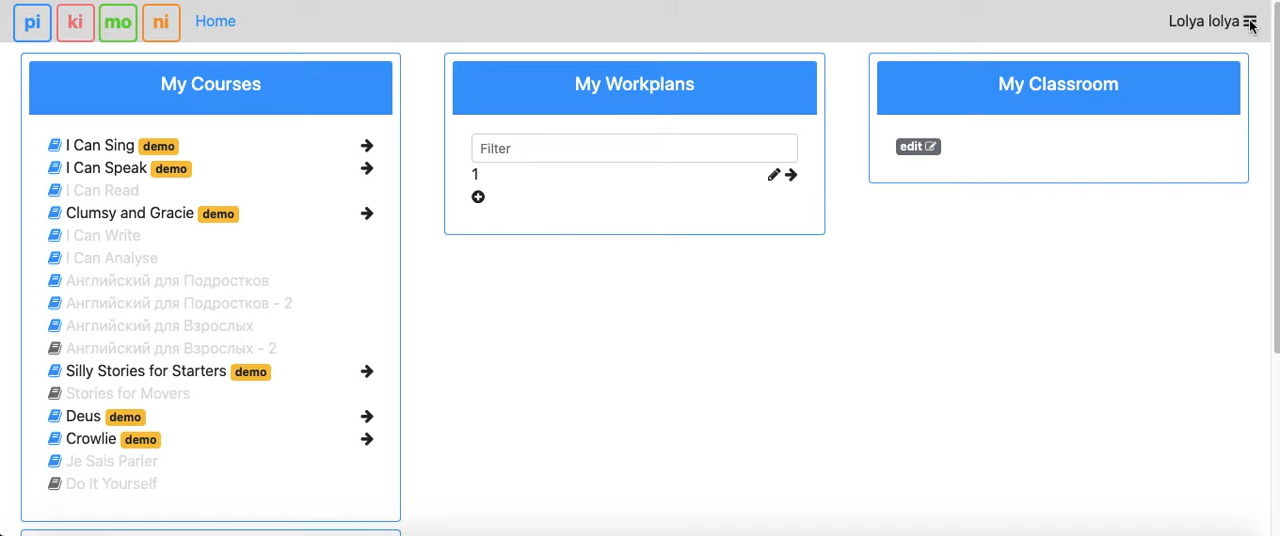 pi ki mo ni Home Lolya lolya
My Courses
I Can Sing demo
I Can Speak demo
I Can Read
Clumsy and Gracie demo
I Can Write
I Can Analyse
Английский для Подростков
Английский для Подростков - 2
Английский для Взрослых
Английский для Взрослых - 2
Silly Stories for Starters demo
Stories for Movers
Deus demo
Crowlie demo
Je Sais Parler
Do It Yourself
My Workplans
Filter
1
My Classroom
edit